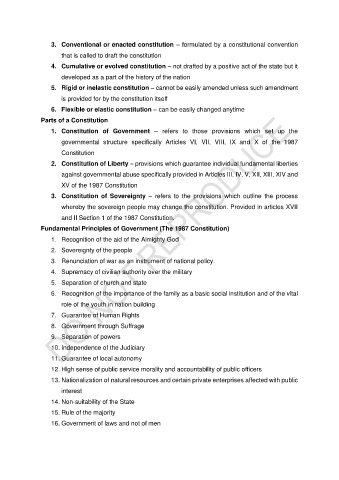 3. Conventional or enacted constitution – formulated by a constitutional convention
that is called to draft the constitution
4. Cumulative or evolved constitution – not drafted by a positive act of the state but it
developed as a part of the history of the nation
5. Rigid or inelastic constitution – cannot be easily amended unless such amendment
is provided for by the constitution itself
6. Flexible or elastic constitution – can be easily changed anytime
Parts of a Constitution
1. Constitution of Government – refers to those provisions which set up the
governmental structure specifically Articles VI, VII, VIII, IX and X of the 1987
Constitution
2. Constitution of Liberty – provisions which guarantee individual fundamental liberties
against governmental abuse specifically provided in Articles III, IV, V, XII, XIII, XIV and
XV of the 1987 Constitution
3. Constitution of Sovereignty – refers to the provisions which outline the process
whereby the sovereign people may change the constitution. Provided in articles XVII
and II Section 1 of the 1987 Constitution.
Fundamental Principles of Government (The 1987 Constitution)
1. Recognition of the aid of the Almighty God
2. Sovereignty of the people
3. Renunciation of war as an instrument of national policy.
4. Supremacy of civilian authority over the military
5. Separation of church and state
6. Recognition of the importance of the family as a basic social institution and of the vital
role of the youth in nation building
7. Guarantee of Human Rights
8. Government through Suffrage
9. Separation of powers
10. Independence of the Judiciary
11. Guarantee of local autonomy
12. High sense of public service morality and accountability of public officers
13. Nationalization of natural resources and certain private enterprises affected with public
interest
14. Non-suitability of the State
15. Rule of the majority
16. Government of laws and not of men
DO NOT REPRODUCE